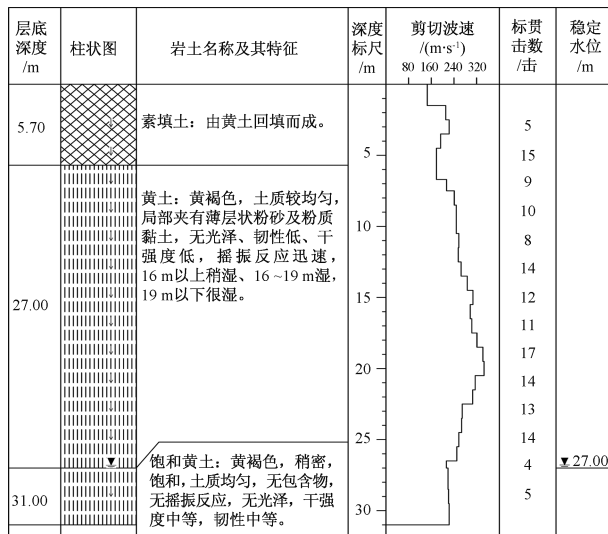 层底
深度
/m
柱状图
岩土名称及其特征
深度
标尺
/m
剪切波速
/(m·s-1)
80 160 240 320
标贯
击数
/击
稳定
水位
/m
5.70
素填土：由黄土回填而成。
27.00
黄土：黄褐色，土质较均匀，
局部夹有薄层状粉砂及粉质
黏土，无光泽、韧性低、干
强度低，摇振反应迅速，
16 m以上稍湿、16 ~19 m湿，
19 m以下很湿。
31.00
饱和黄土：黄褐色，稍密，
饱和，土质均匀，无包含物，
无摇振反应，无光泽，干强
度中等，韧性中等。
5
10
15
20
25
30
5
15
9
10
8
14
12
11
17
14
13
14
4
5
27.00